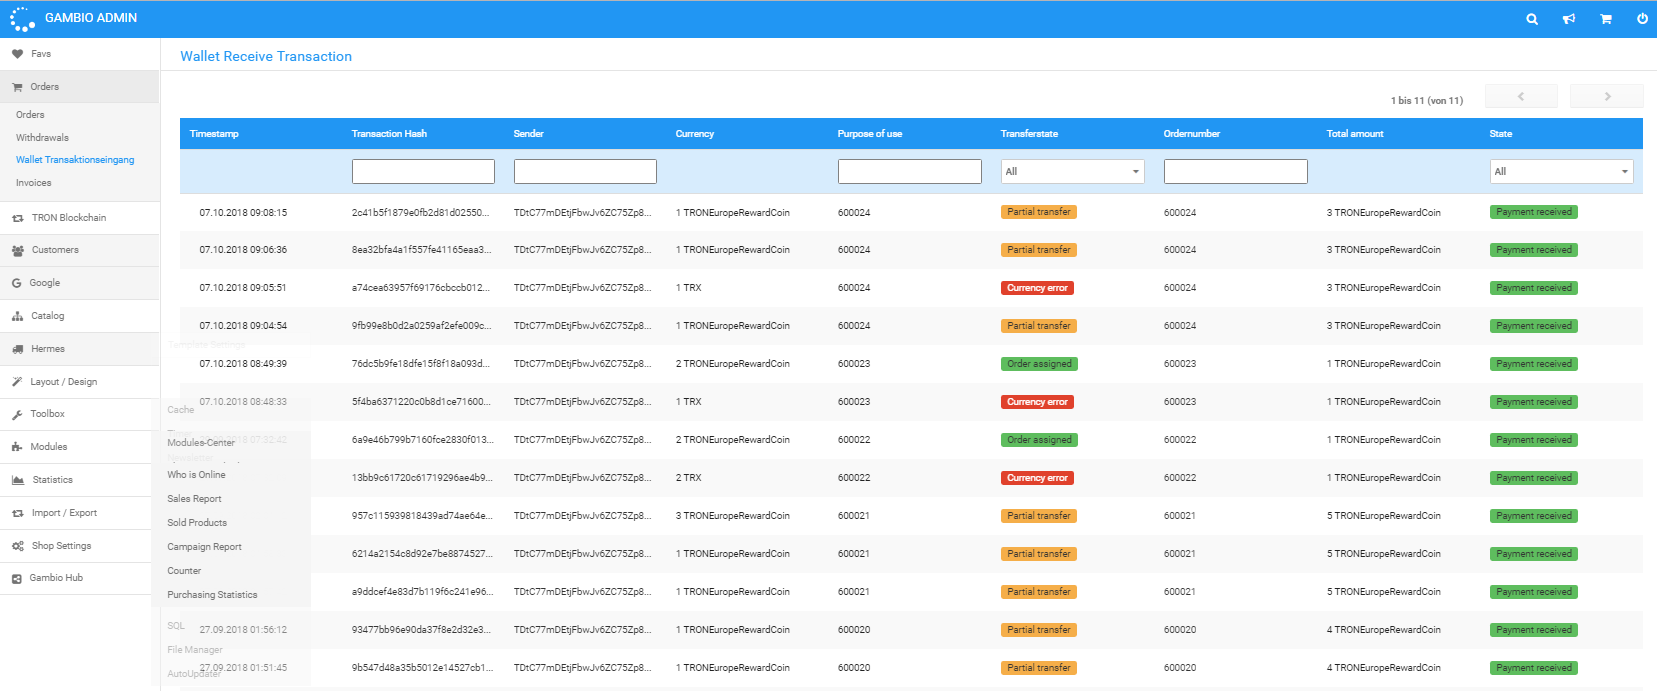 GAMBIO ADMIN
Favs
Orders
Orders
Withdrawals
Wallet Transaktionseingang
Invoices
TRON Blockchain
Customers
Google
Catalog
Hermes
Layout / Design
Toolbox
Modules
Statistics
Import / Export
Shop Settings
Gambio Hub
Template Settings
Cache
Modules-Center
Newsletter
Who is Online
Sales Report
Sold Products
Campaign Report
Counter
Purchasing Statistics
SQL
File Manager
AutoUpdater
Wallet Receive Transaction
1 bis 11 (von 11)
Timestamp Transaction Hash Sender Currency Purpose of use Transferstate Ordernumber Total amount State
All All
07.10.2018 09:08:15 2c41b5f1879e0fb2d81d02550... TDtC77mDEtjFbwJv6ZC75Zp8... 1 TRONEuropeRewardCoin 600024 Partial transfer 600024 3 TRONEuropeRewardCoin Payment received
07.10.2018 09:06:36 8ea32bfa4a1f557fe41165eaa3... TDtC77mDEtjFbwJv6ZC75Zp8... 1 TRONEuropeRewardCoin 600024 Partial transfer 600024 3 TRONEuropeRewardCoin Payment received
07.10.2018 09:05:51 a74cea63957f69176cbccb012... TDtC77mDEtjFbwJv6ZC75Zp8... 1 TRX 600024 Currency error 600024 3 TRONEuropeRewardCoin Payment received
07.10.2018 09:04:54 9fb99e8b0d2a0259af2efe009c... TDtC77mDEtjFbwJv6ZC75Zp8... 1 TRONEuropeRewardCoin 600024 Partial transfer 600024 3 TRONEuropeRewardCoin Payment received
07.10.2018 08:49:39 76dc5b9fe18dfe15f8f18a093d... TDtC77mDEtjFbwJv6ZC75Zp8... 2 TRONEuropeRewardCoin 600023 Order assigned 600023 1 TRONEuropeRewardCoin Payment received
07.10.2018 08:48:33 5f4ba6371220c0b8d1ce71600... TDtC77mDEtjFbwJv6ZC75Zp8... 1 TRX 600023 Currency error 600023 1 TRONEuropeRewardCoin Payment received
07:32:42 6a9e46b799b7160fce2830f013... TDtC77mDEtjFbwJv6ZC75Zp8... 2 TRONEuropeRewardCoin 600022 Order assigned 600022 1 TRONEuropeRewardCoin Payment received
13bb9c61720c61719296ae4b9... TDtC77mDEtjFbwJv6ZC75Zp8... 2 TRX 600022 Currency error 600022 1 TRONEuropeRewardCoin Payment received
957c115939818439ad74ae64e... TDtC77mDEtjFbwJv6ZC75Zp8... 3 TRONEuropeRewardCoin 600021 Partial transfer 600021 5 TRONEuropeRewardCoin Payment received
6214a2154c8d92e7be8874527... TDtC77mDEtjFbwJv6ZC75Zp8... 1 TRONEuropeRewardCoin 600021 Partial transfer 600021 5 TRONEuropeRewardCoin Payment received
a9ddcef4e83d7b119f6c241e96... TDtC77mDEtjFbwJv6ZC75Zp8... 1 TRONEuropeRewardCoin 600021 Partial transfer 600021 5 TRONEuropeRewardCoin Payment received
27.09.2018 01:56:12 93477bb96e90da37f8e2d32e3... TDtC77mDEtjFbwJv6ZC75Zp8... 1 TRONEuropeRewardCoin 600020 Partial transfer 600020 4 TRONEuropeRewardCoin Payment received
27.09.2018 01:51:45 9b547d48a35b5012e14527cb1... TDtC77mDEtjFbwJv6ZC75Zp8... 1 TRONEuropeRewardCoin 600020 Partial transfer 600020 4 TRONEuropeRewardCoin Payment received